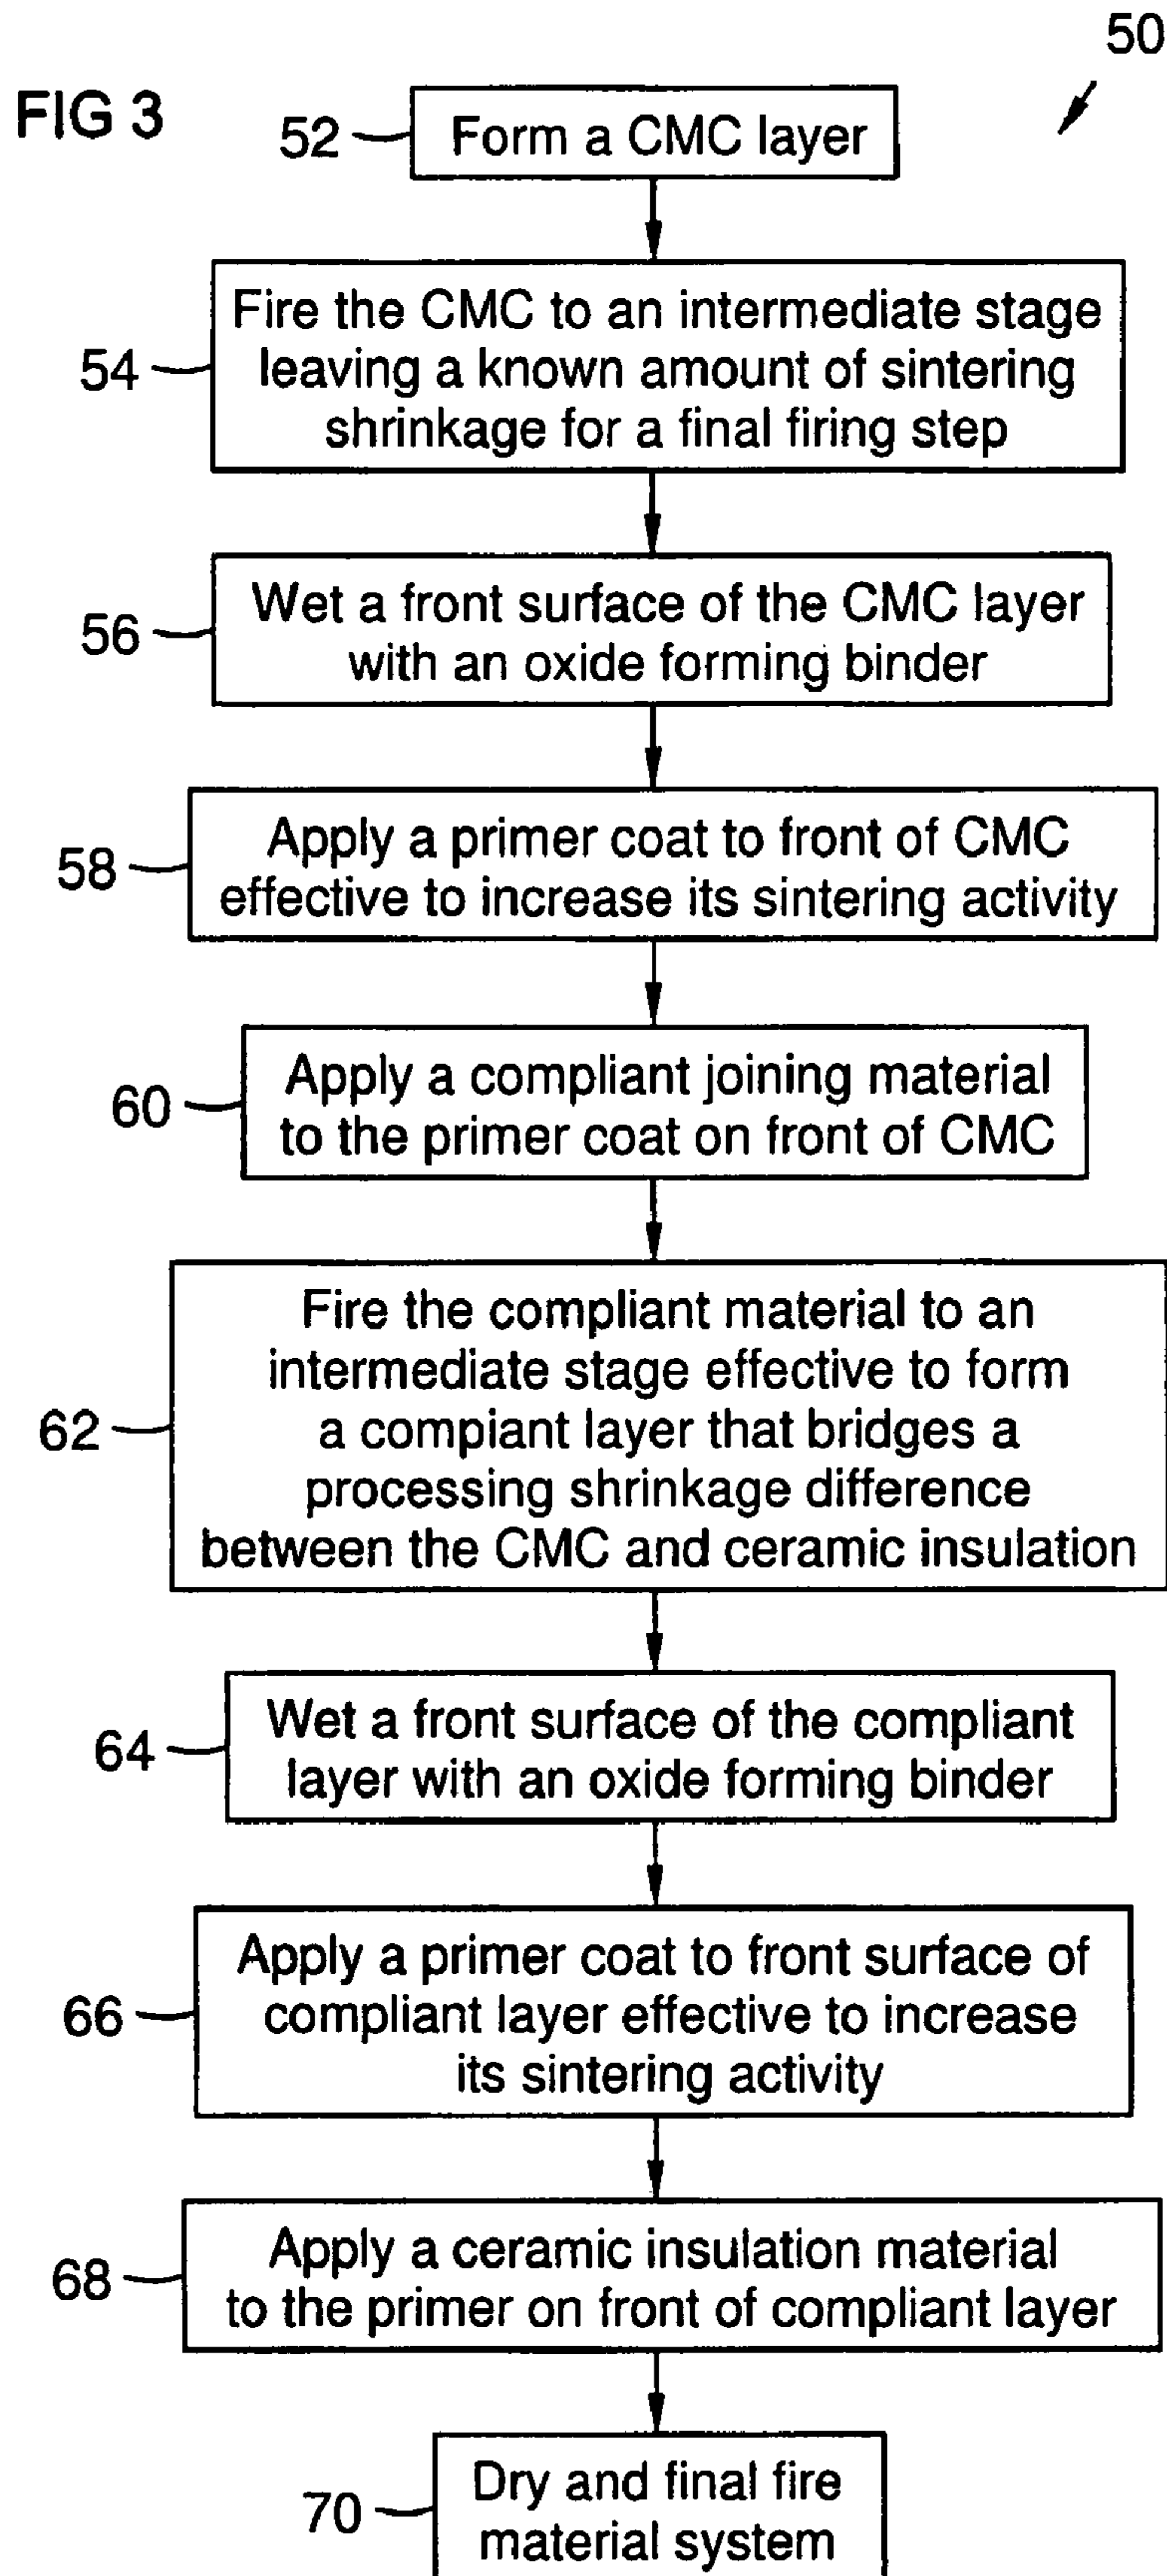 50
FIG 3
52
Form a CMC layer
54
Fire the CMC to an intermediate stage
leaving a known amount of sintering
shrinkage for a final firing step
56
Wet a front surface of the CMC layer
with an oxide forming binder
58
Apply a primer coat to front of CMC
effective to increase its sintering activity
60
Apply a compliant joining material
to the primer coat on front of CMC
62
Fire the compliant material to an
intermediate stage effective to form
a compiant layer that bridges a
processing shrinkage difference
between the CMC and ceramic insulation
64
Wet a front surface of the compliant
layer with an oxide forming binder
66
Apply a primer coat to front surface of
compliant layer effective to increase
its sintering activity
68
Apply a ceramic insulation material
to the primer on front of compliant layer
70
Dry and final fire
material system